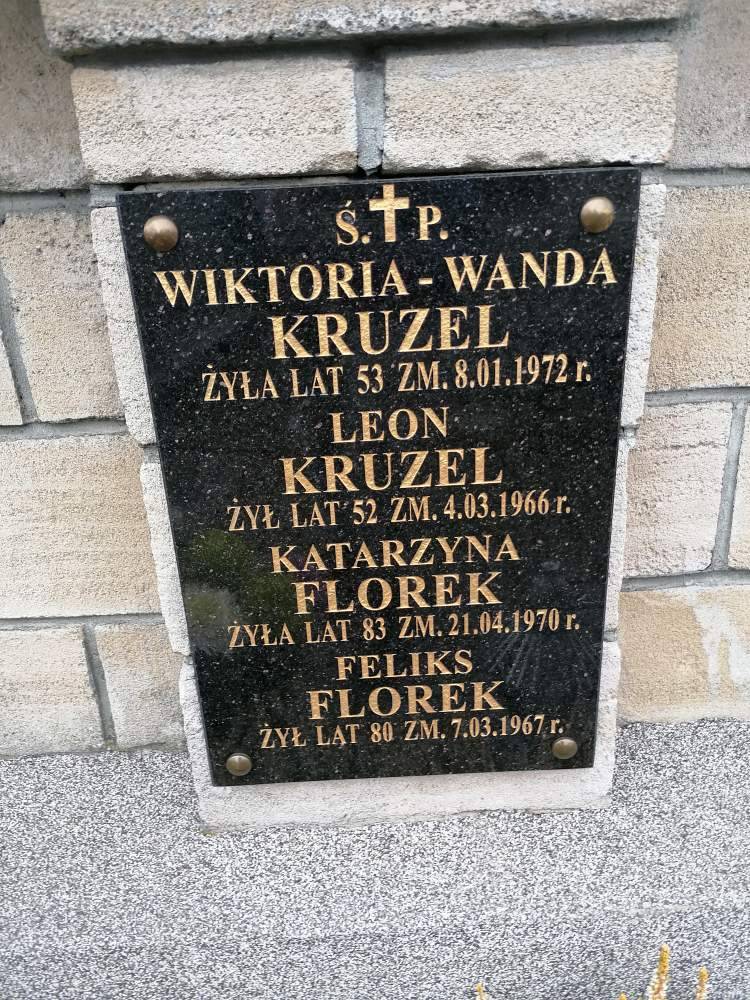 Ś. P.
WIKTORIA - WANDA
KRUZEL
ŻYŁA LAT 53 ZM. 8.01.1972 r.
LEON
KRUZEL
ŻYŁ LAT 52 ZM. 4.03.1966 r.
KATARZYNA
FLOREK
ŻYŁA LAT 83 ZM. 21.04.1970 r.
FELIKS
FLOREK
ŻYŁ LAT 80 ZM. 7.03.1967 r.